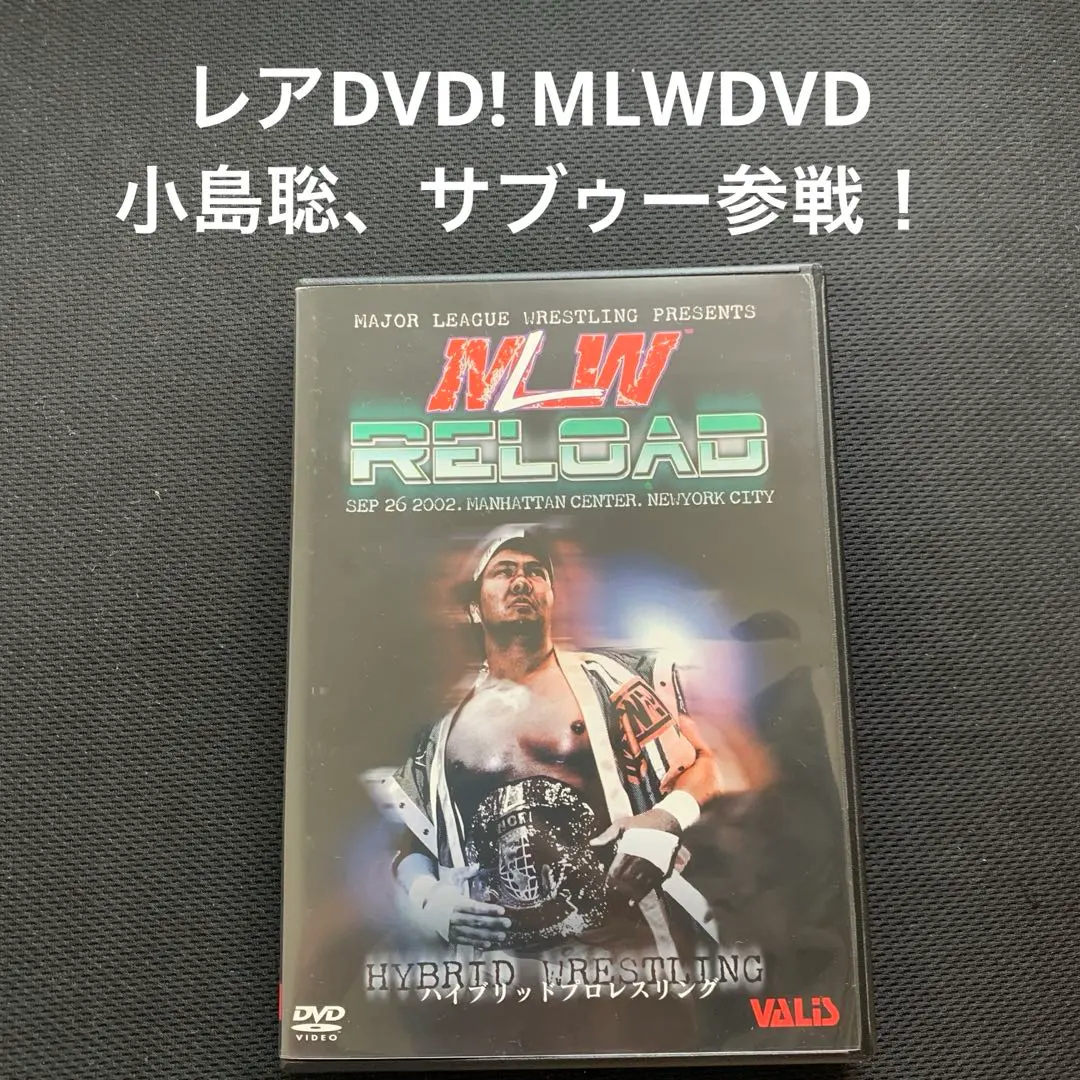 レアDVD! MLWDVD
小島聡、サブゥー参戦！
MAJOR LEAGUE WRESTLING PRESENTS
MLW
RELOAD
SEP 26 2002. MANHATTAN CENTER. NEWYORK CITY
HYBRID WRESTLING
ハイブリッドプロレスリング
DVD
VIDEO
VALiS